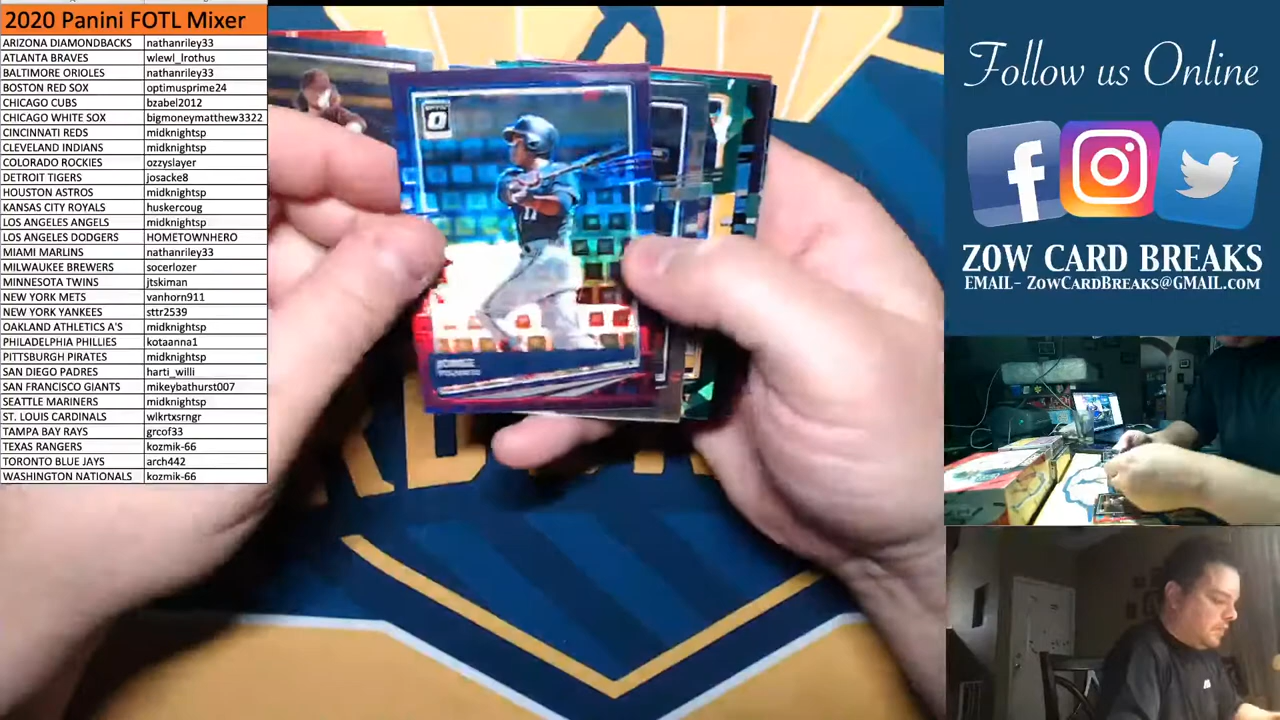 2020 Panini FOTL Mixer
ARIZONA DIAMONDBACKS nathanriley33
ATLANTA BRAVES wlewl_lrothus
BALTIMORE ORIOLES nathanriley33
BOSTON RED SOX optimusprime24
CHICAGO CUBS bzabel2012
CHICAGO WHITE SOX bigmoneymatthew3322
CINCINNATI REDS midknightsp
CLEVELAND INDIANS midknightsp
COLORADO ROCKIES ozzyslayer
DETROIT TIGERS josacke8
HOUSTON ASTROS midknightsp
KANSAS CITY ROYALS huskercoug
LOS ANGELES ANGELS midknightsp
LOS ANGELES DODGERS HOMETOWNHERO
MIAMI MARLINS nathanriley33
MILWAUKEE BREWERS socerlozer
MINNESOTA TWINS jtskiman
NEW YORK METS vanhorn911
NEW YORK YANKEES sttr2539
OAKLAND ATHLETICS A'S midknightsp
PHILADELPHIA PHILLIES kotaanna1
PITTSBURGH PIRATES midknightsp
SAN DIEGO PADRES harti_willi
SAN FRANCISCO GIANTS mikeybathurst007
SEATTLE MARINERS midknightsp
ST. LOUIS CARDINALS wlkrtxsrngr
TAMPA BAY RAYS grcof33
TEXAS RANGERS kozmik-66
TORONTO BLUE JAYS arch442
WASHINGTON NATIONALS kozmik-66
Follow us Online
ZOW CARD BREAKS
EMAIL- ZOWCARDBREAKS@GMAIL.COM